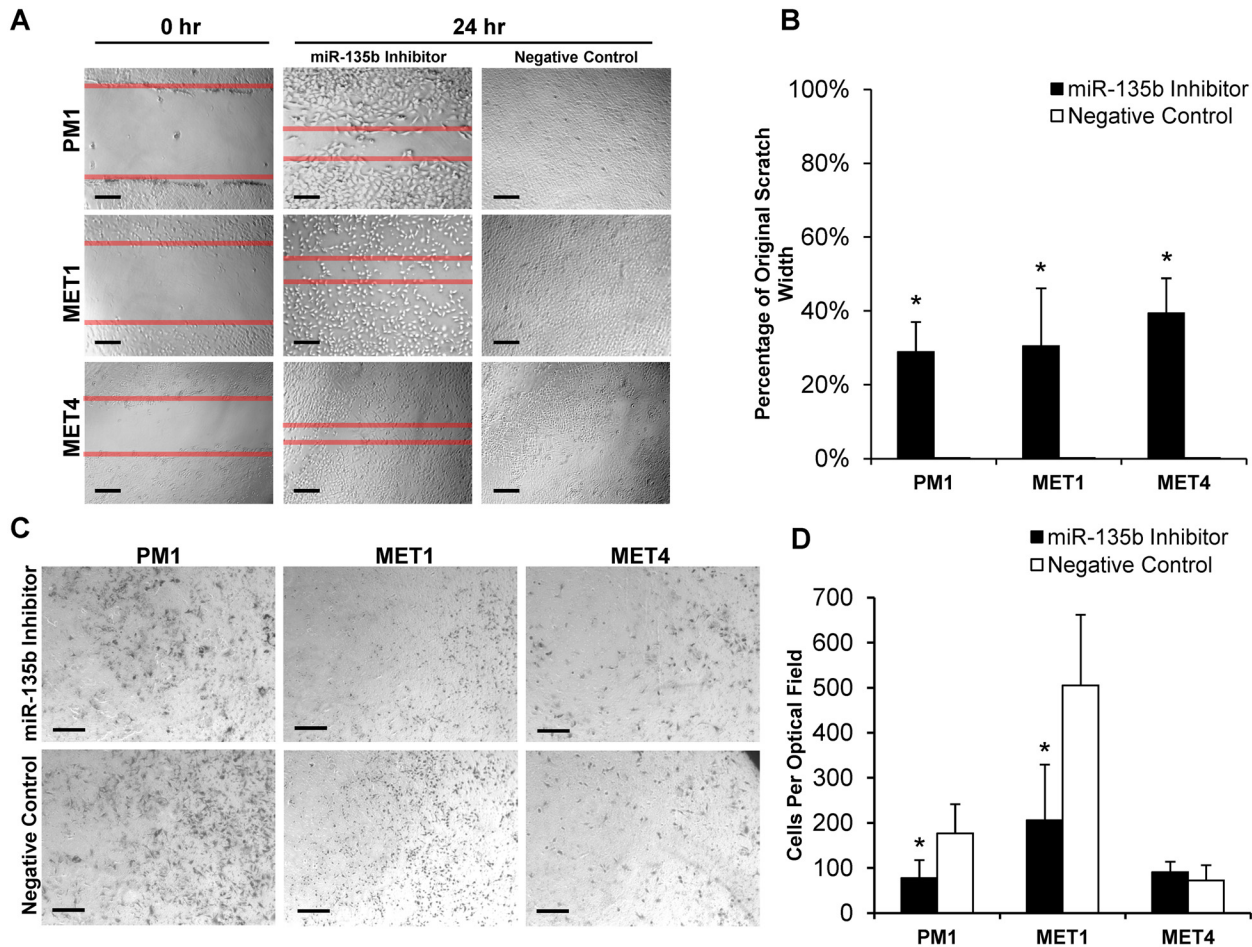 A
0 hr
24 hr
miR-135b Inhibitor
Negative Control
PM1
MET1
MET4
B
miR-135b Inhibitor
Negative Control
Percentage of Original Scratch
Width
100%
80%
60%
40%
20%
0%
*
*
*
PM1
MET1
MET4
C
PM1
MET1
MET4
miR-135b Inhibitor
Negative Control
D
miR-135b Inhibitor
Negative Control
Cells Per Optical Field
700
600
500
400
300
200
100
0
*
*
PM1
MET1
MET4